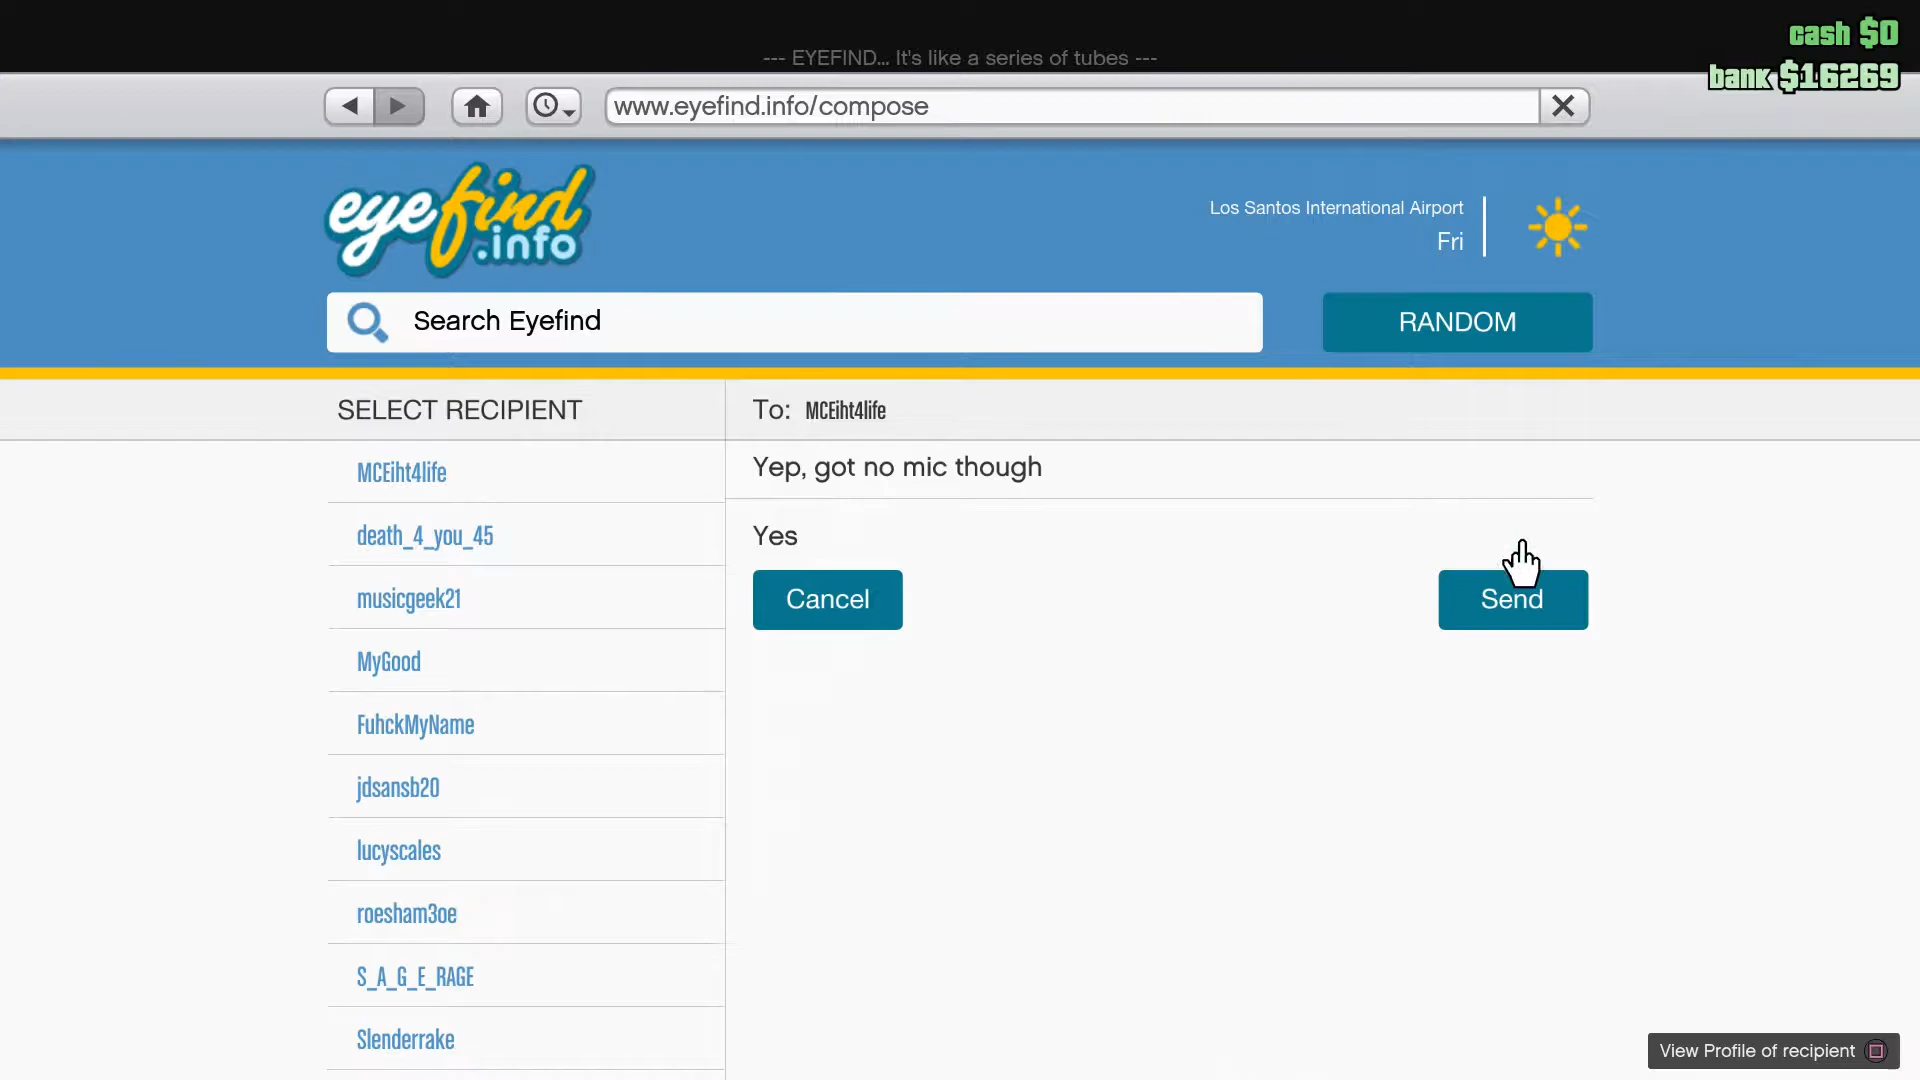 cash $0
--- EYEFIND... It's like a series of tubes ---
bank $16269
www.eyefind.info/compose
eyefind.info
Los Santos International Airport
Fri
Search Eyefind
RANDOM
SELECT RECIPIENT
To: MCEiht4life
MCEiht4life
Yep, got no mic though
death_4_you_45
Yes
musicgeek21
Cancel
Send
MyGood
FuhckMyName
jdsansb20
lucyscales
roesham3oe
S_A_G_E_RAGE
Slenderrake
View Profile of recipient